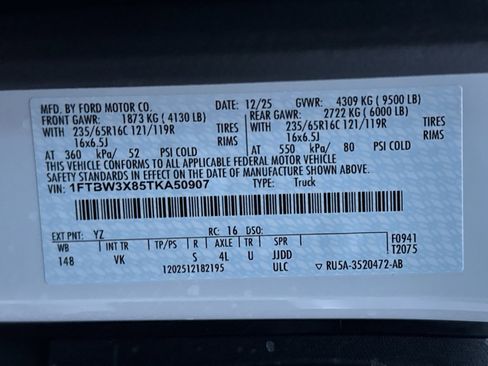 MFD. BY FORD MOTOR CO. 12/25 GVWR: 4309 KG ( 9500 LB)
FRONT GAWR: 1873 KG ( 4130 LB) REAR GAWR: 2722 KG ( 6000 LB)
WITH 235/65R16C 121/119R TIRES WITH 235/65R16C 121/119R TIRES
16x6.5J RIMS 16x6.5J RIMS
AT 360 kPa/ 52 PSI COLD AT 550 kPa/ 80 PSI COLD
THIS VEHICLE CONFORMS TO ALL APPLICABLE FEDERAL MOTOR VEHICLE
SAFETY STANDARDS IN EFFECT ON THE DATE OF MANUFACTURE SHOWN ABOVE.
VIN: 1FTBW3X85TKA50907 TYPE: Truck
EXT PNT: YZ RC: 16 DSO: F0941
WB INT TR TP/PS R AXLE TR SPR T2075
148 VK S 4L U JJDD
120251218​2195 ULC ▽ RU5A-3520472-AB